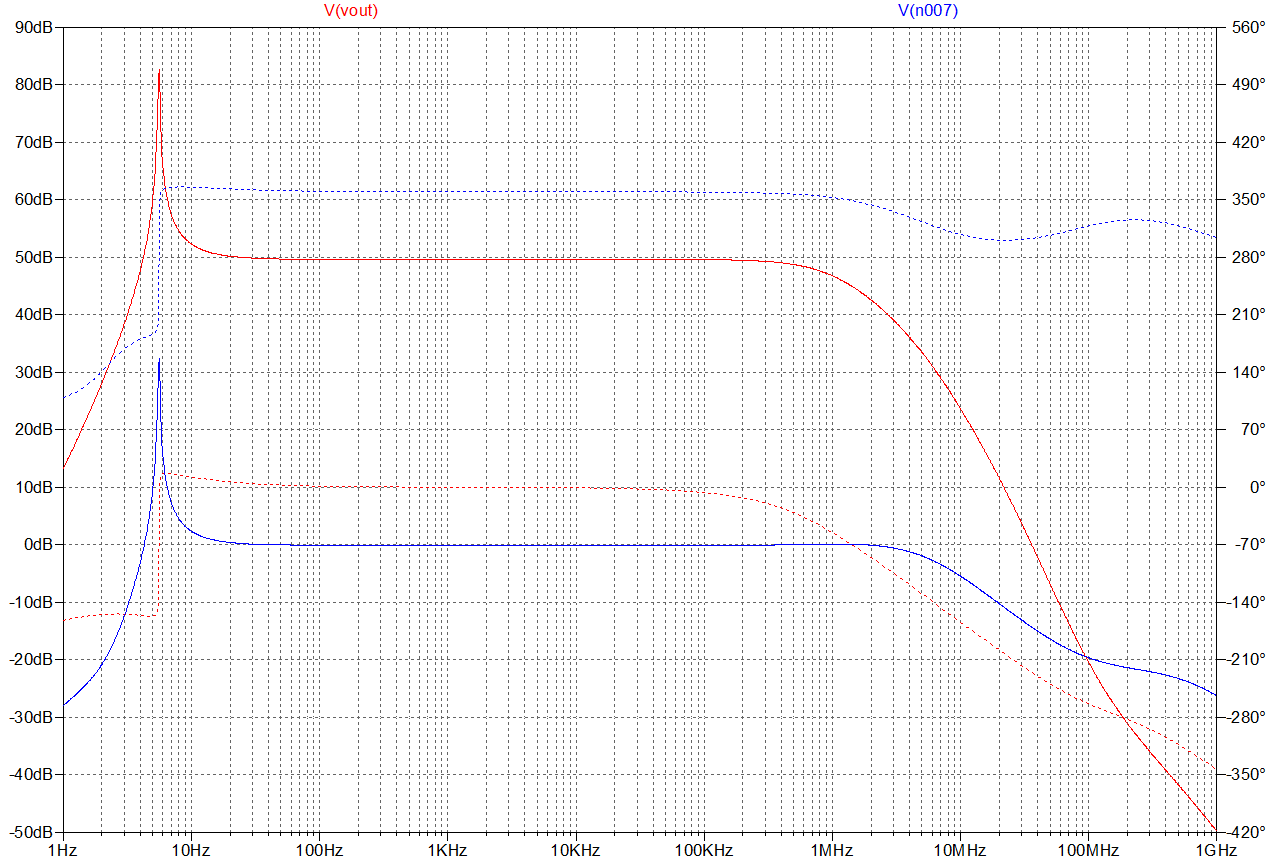 V(vout) V(n007)
90dB 560°
80dB 490°
70dB 420°
60dB 350°
50dB 280°
40dB 210°
30dB 140°
20dB 70°
10dB 0°
0dB -70°
-10dB -140°
-20dB -210°
-30dB -280°
-40dB -350°
-50dB -420°
1Hz 10Hz 100Hz 1KHz 10KHz 100KHz 1MHz 10MHz 100MHz 1GHz